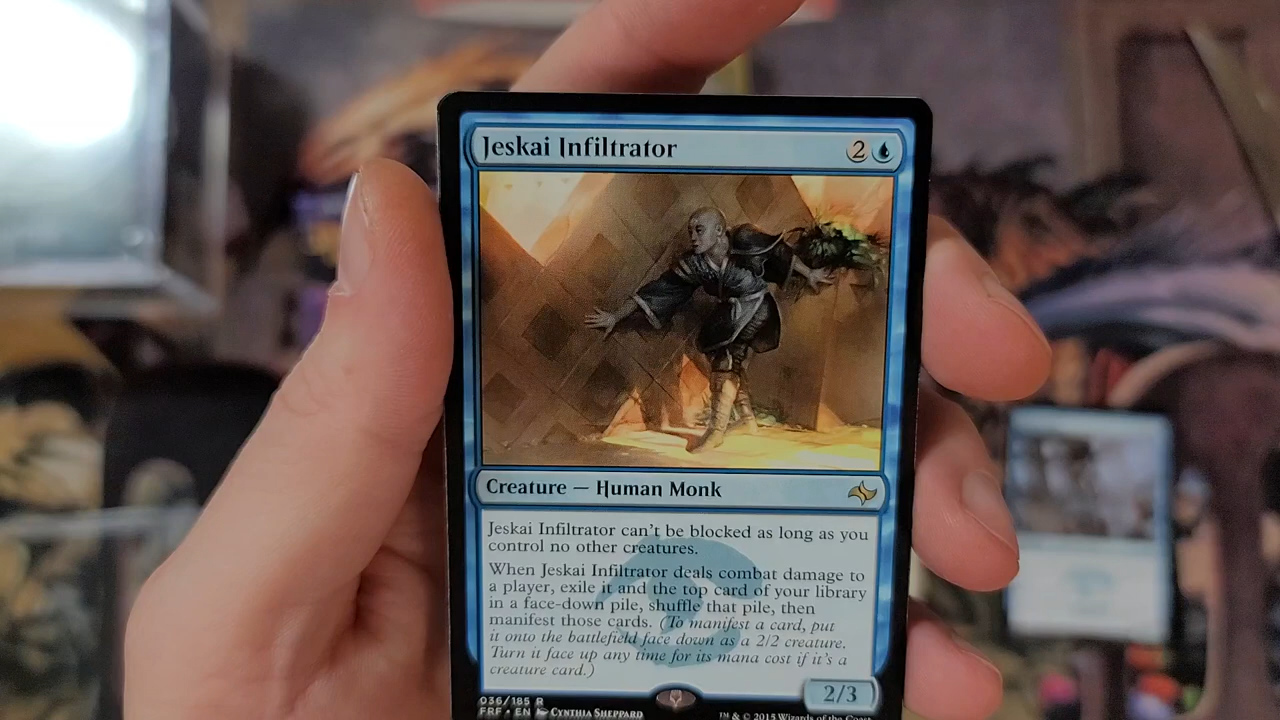 Jeskai Infiltrator 2
Creature — Human Monk
Jeskai Infiltrator can't be blocked as long as you
control no other creatures.
When Jeskai Infiltrator deals combat damage to
a player, exile it and the top card of your library
in a face-down pile, shuffle that pile, then
manifest those cards. (To manifest a card, put
it onto the battlefield face down as a 2/2 creature.
Turn it face up any time for its mana cost if it's a
creature card.)
2/3
036/185 R
FRF • EN Cynthia Sheppard ™ & © 2015 Wizards of the Coast